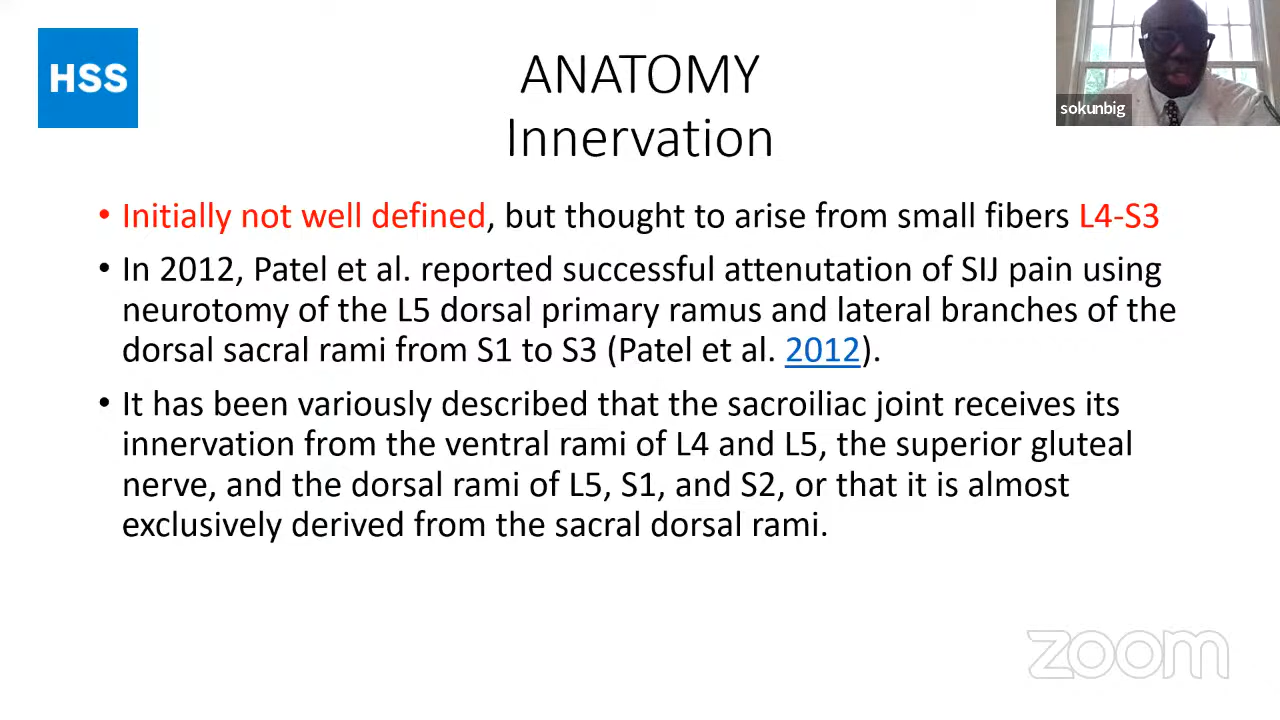 HSS
ANATOMY
Innervation
sokunbig
• Initially not well defined, but thought to arise from small fibers L4-S3
• In 2012, Patel et al. reported successful attenutation of SIJ pain using
neurotomy of the L5 dorsal primary ramus and lateral branches of the
dorsal sacral rami from S1 to S3 (Patel et al. 2012).
• It has been variously described that the sacroiliac joint receives its
innervation from the ventral rami of L4 and L5, the superior gluteal
nerve, and the dorsal rami of L5, S1, and S2, or that it is almost
exclusively derived from the sacral dorsal rami.
zoom